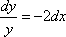 dy/y = -2dx